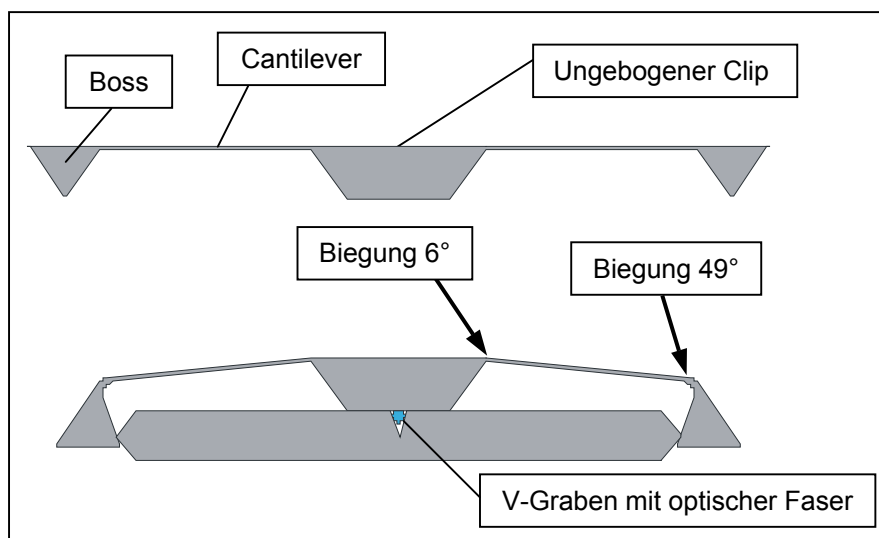 Cantilever
Ungebogener Clip
Boss
Biegung 6°
Biegung 49°
V-Graben mit optischer Faser